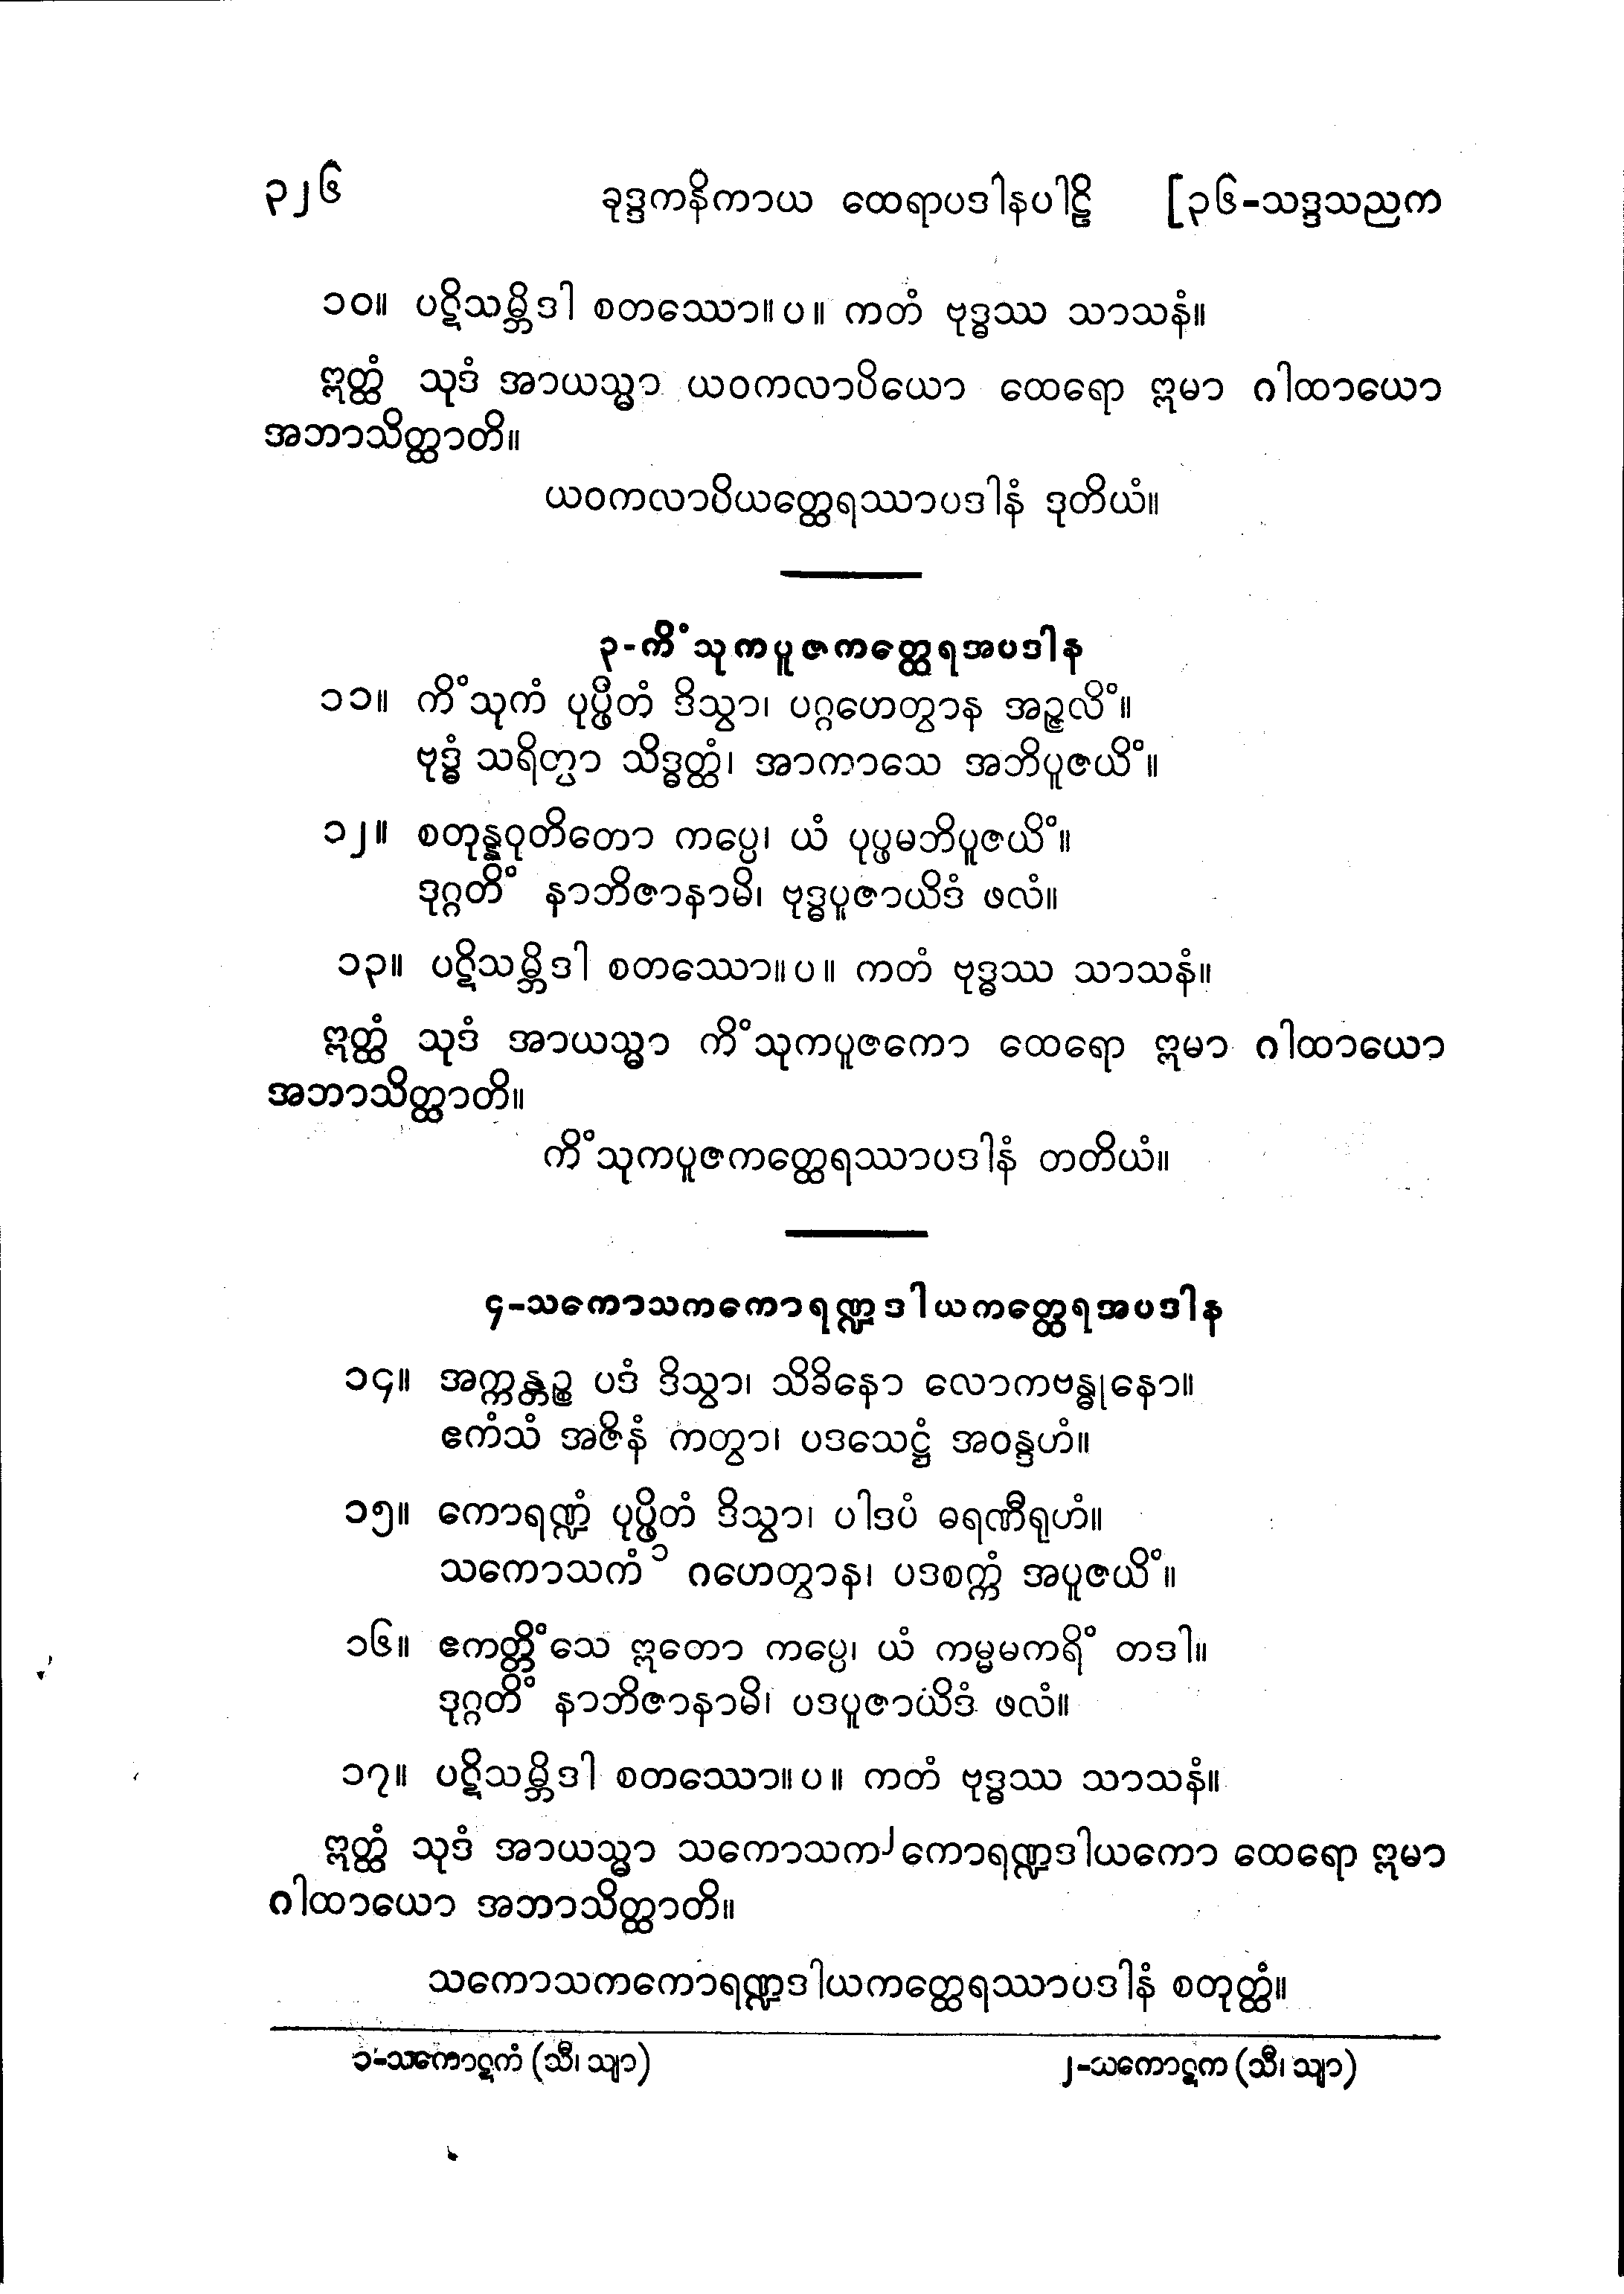 ၃၂၆ ခုဒ္ဒကနိကာယ ထေရာပဒါနပါဠိ [၃၆-သဒ္ဒသညက
၁၀။ ပဋိသမ္ဘိဒါ စတဿော။ပ။ ကတံ ဗုဒ္ဓဿ သာသနံ။
ဣတ္ထံ သုဒံ အာယသ္မာ ယဝကလာပိယော ထေရော ဣမာ ဂါထာယော
အဘာသိတ္ထာတိ။
ယဝကလာပိယတ္ထေရဿာပဒါနံ ဒုတိယံ။
၃-ကိံသုကပူဇကတ္ထေရအပဒါန
၁၁။ ကိံသုကံ ပုပ္ဖိတံ ဒိသွာ၊ ပဂ္ဂဟေတွာန အဉ္ဇလိံ။
ဗုဒ္ဓံ သရိတွာ သိဒ္ဓတ္ထံ၊ အာကာသေ အဘိပူဇယိံ။
၁၂။ စတုန္နဝုတိတော ကပ္ပေ၊ ယံ ပုပ္ဖမဘိပူဇယိံ။
ဒုဂ္ဂတိံ နာဘိဇာနာမိ၊ ဗုဒ္ဓပူဇာယိဒံ ဖလံ။
၁၃။ ပဋိသမ္ဘိဒါ စတဿော။ပ။ ကတံ ဗုဒ္ဓဿ သာသနံ။
ဣတ္ထံ သုဒံ အာယသ္မာ ကိံသုကပူဇကော ထေရော ဣမာ ဂါထာယော
အဘာသိတ္ထာတိ။
ကိံသုကပူဇကတ္ထေရဿာပဒါနံ တတိယံ။
၄-သကောသကကောရဏ္ဍဒါယကတ္ထေရအပဒါန
၁၄။ အက္ကန္တဉ္စ ပဒံ ဒိသွာ၊ သိခိနော လောကဗန္ဓုနော။
ဧကံသံ အဇိနံ ကတွာ၊ ပဒသေဋ္ဌံ အဝန္ဒဟံ။
၁၅။ ကောရဏ္ဍံ ပုပ္ဖိတံ ဒိသွာ၊ ပါဒပံ ဓရဏီရုဟံ။
သကောသကံ၁ ဂဟေတွာန၊ ပဒစက္ကံ အပူဇယိံ။
၁၆။ ဧကတ္တိံသေ ဣတော ကပ္ပေ၊ ယံ ကမ္မမကရိံ တဒါ။
ဒုဂ္ဂတိံ နာဘိဇာနာမိ၊ ပဒပူဇာယိဒံ ဖလံ။
၁၇။ ပဋိသမ္ဘိဒါ စတဿော။ပ။ ကတံ ဗုဒ္ဓဿ သာသနံ။
ဣတ္ထံ သုဒံ အာယသ္မာ သကောသက၂ကောရဏ္ဍဒါယကော ထေရော ဣမာ
ဂါထာယော အဘာသိတ္ထာတိ။
သကောသကကောရဏ္ဍဒါယကတ္ထေရဿာပဒါနံ စတုတ္ထံ။
၁-သကောဋကံ (သီ၊ သျာ) ၂-သကောဋက (သီ၊ သျာ)